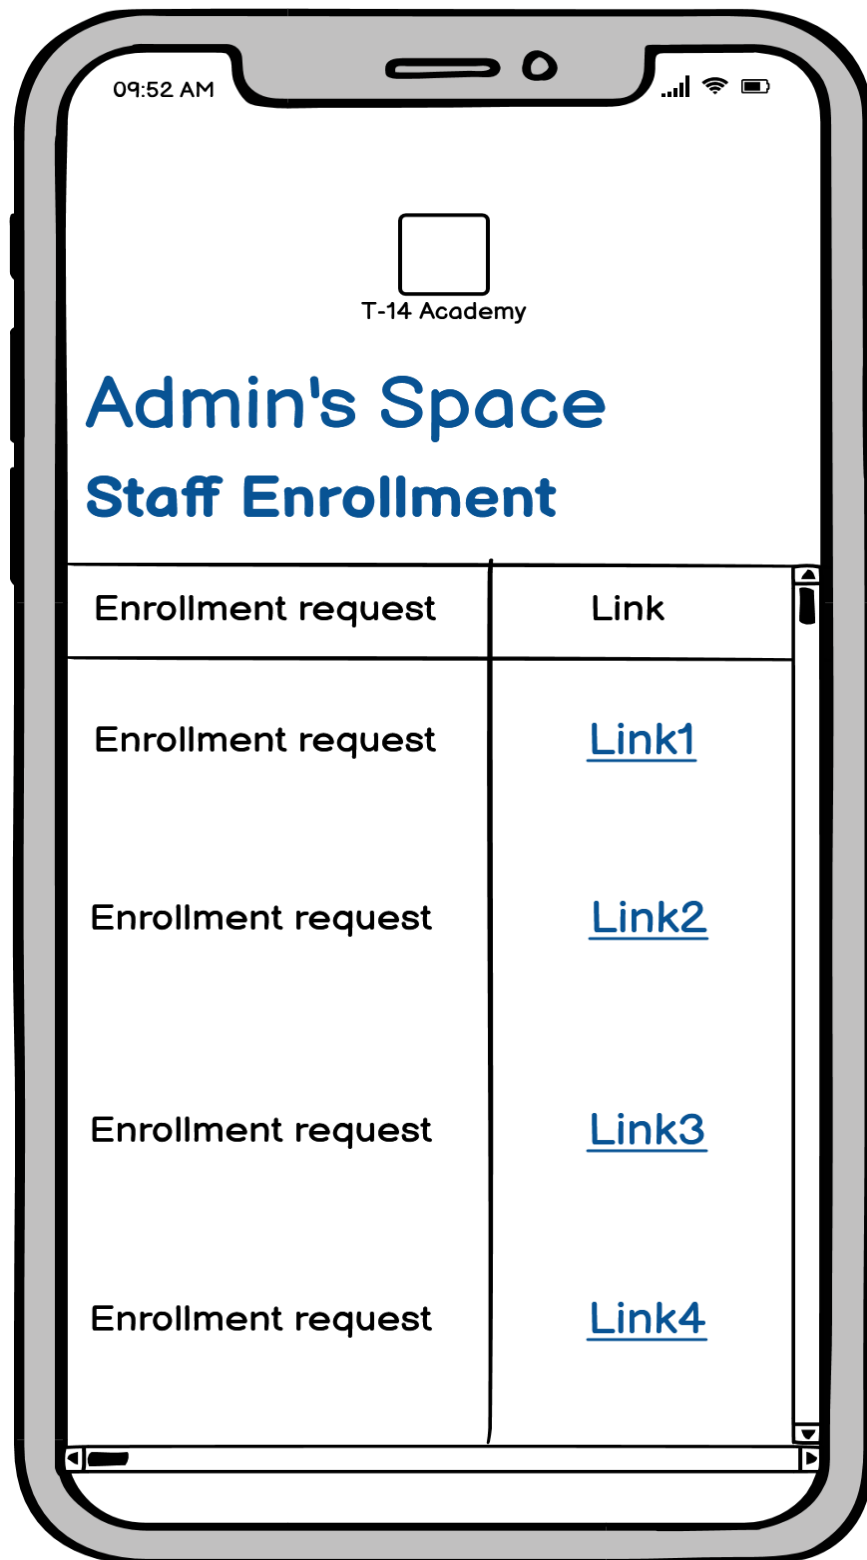 09:52 AM
T-14 Academy
Admin's Space
Staff Enrollment
Enrollment request Link
Enrollment request Link1
Enrollment request Link2
Enrollment request Link3
Enrollment request Link4